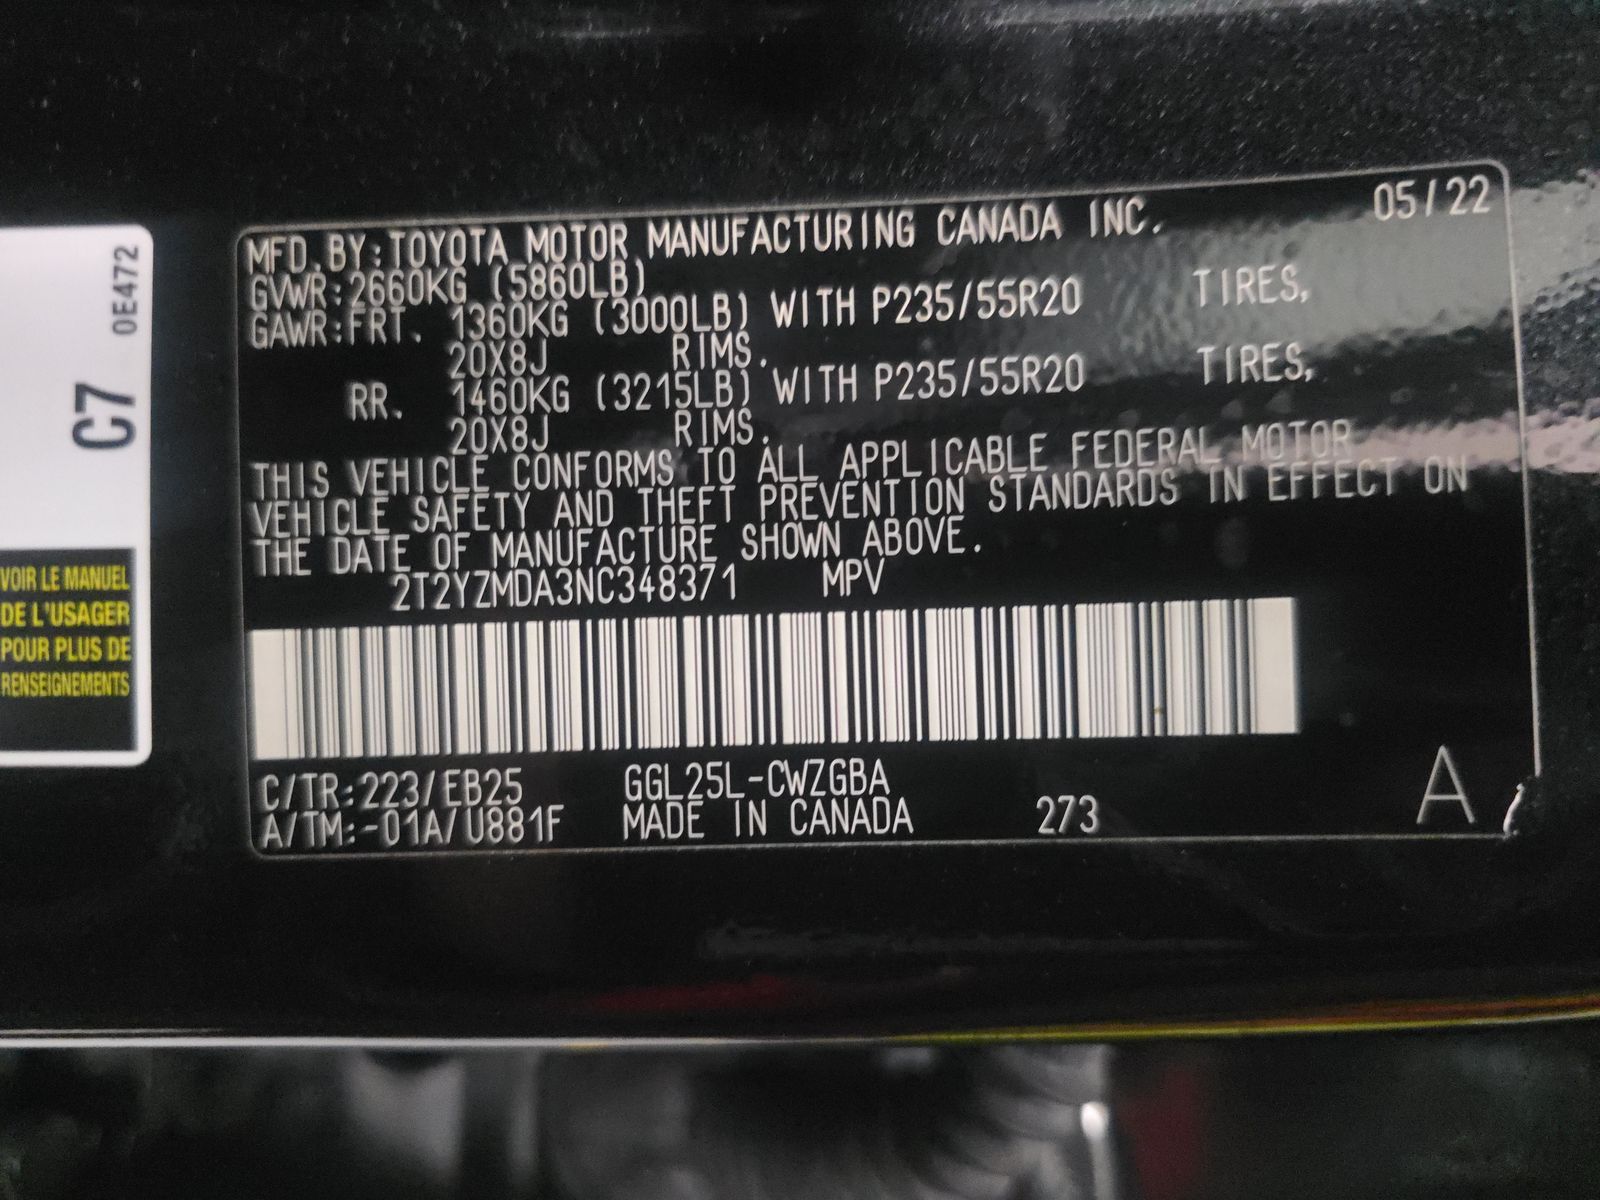 05/22
MFD.BY:TOYOTA MOTOR MANUFACTURING CANADA INC.
GVWR:2660KG (5860LB)
GAWR:FRT. 1360KG (3000LB) WITH P235/55R20 TIRES,
20X8J RIMS.
RR. 1460KG (3215LB) WITH P235/55R20 TIRES,
20X8J RIMS.
THIS VEHICLE CONFORMS TO ALL APPLICABLE FEDERAL MOTOR
VEHICLE SAFETY AND THEFT PREVENTION STANDARDS IN EFFECT ON
THE DATE OF MANUFACTURE SHOWN ABOVE.
2T2YZMDA3NC348371 MPV
C/TR:223/EB25 GGL25L-CWZGBA
A/TM:-01A/U881F MADE IN CANADA 273
A
C7 0E472
VOIR LE MANUEL
DE L'USAGER
POUR PLUS DE
RENSEIGNEMENTS